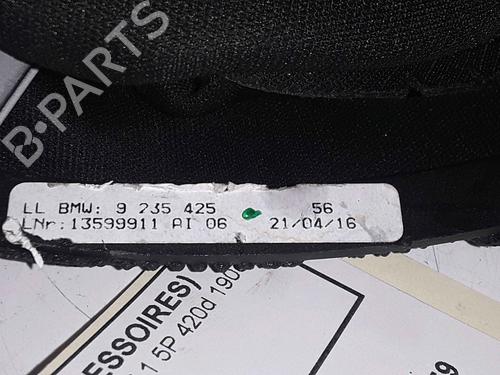 B-PARTS
LL BMW: 9 235 425 56
LNr: 13599911 AI 06 21/04/16
ESSOIRES)
1 5P 420d 190